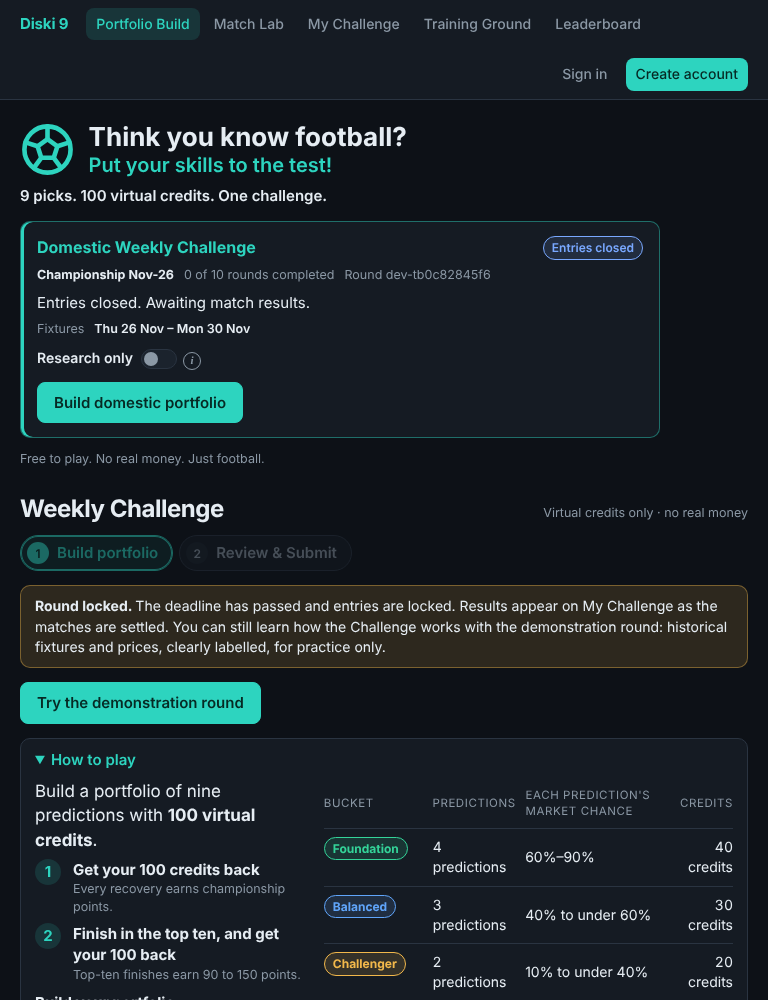 Diski 9
Portfolio Build
Match Lab
My Challenge
Training Ground
Leaderboard
Sign in
Create account
Think you know football?
Put your skills to the test!
9 picks. 100 virtual credits. One challenge.
Domestic Weekly Challenge
Entries closed
Championship Nov-26 0 of 10 rounds completed Round dev-tb0c82845f6
Entries closed. Awaiting match results.
Fixtures Thu 26 Nov – Mon 30 Nov
Research only
i
Build domestic portfolio
Free to play. No real money. Just football.
Weekly Challenge
Virtual credits only · no real money
1 Build portfolio
2 Review & Submit
Round locked. The deadline has passed and entries are locked. Results appear on My Challenge as the
matches are settled. You can still learn how the Challenge works with the demonstration round: historical
fixtures and prices, clearly labelled, for practice only.
Try the demonstration round
▼ How to play
Build a portfolio of nine
predictions with 100 virtual
credits.
1 Get your 100 credits back
Every recovery earns championship
points.
2 Finish in the top ten, and get
your 100 back
Top-ten finishes earn 90 to 150 points.
BUCKET PREDICTIONS EACH PREDICTION'S MARKET CHANCE CREDITS
Foundation 4 predictions 60%–90% 40 credits
Balanced 3 predictions 40% to under 60% 30 credits
Challenger 2 predictions 10% to under 40% 20 credits